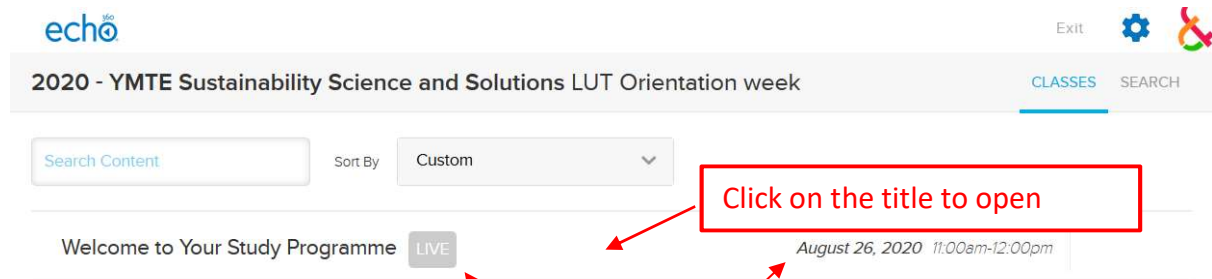 echo360
Exit
2020 - YMTE Sustainability Science and Solutions LUT Orientation week
CLASSES SEARCH
Search Content Sort By Custom
Click on the title to open
Welcome to Your Study Programme LIVE August 26, 2020 11:00am-12:00pm